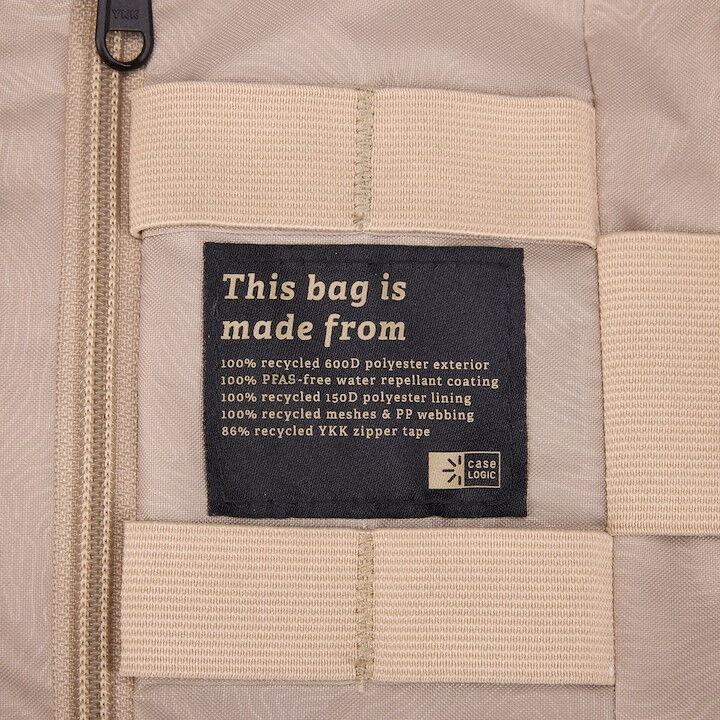 YKK
This bag is
made from
100% recycled 600D polyester exterior
100% PFAS-free water repellant coating
100% recycled 150D polyester lining
100% recycled meshes & PP webbing
86% recycled YKK zipper tape
case
LOGIC